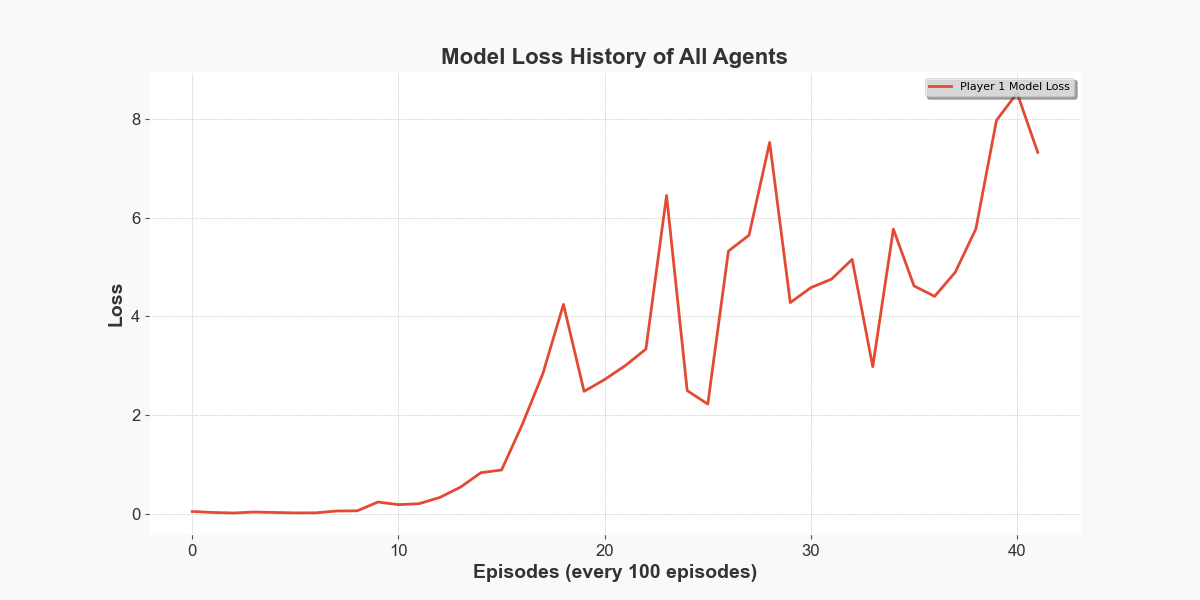 Model Loss History of All Agents
Player 1 Model Loss
8
6
4
2
0
Loss
0 10 20 30 40
Episodes (every 100 episodes)